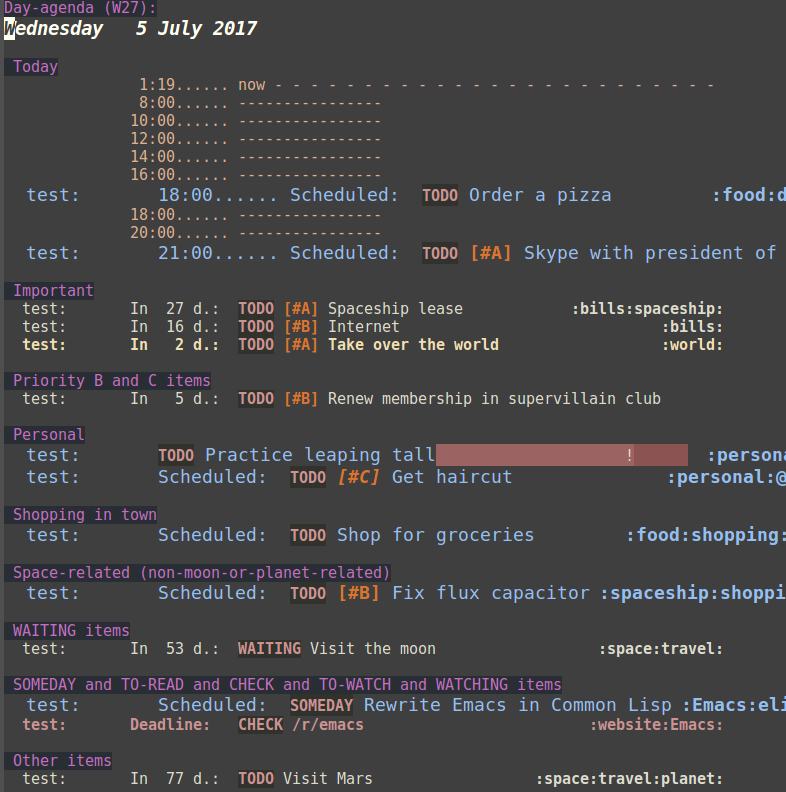 Day-agenda (W27):
Wednesday   5 July 2017
Today
1:19...... now - - - - - - - - - - - - - - - - - - - - - - - - -
8:00...... ----------------
10:00...... ----------------
12:00...... ----------------
14:00...... ----------------
16:00...... ----------------
test: 18:00...... Scheduled: TODO Order a pizza :food:d
18:00...... ----------------
20:00...... ----------------
test: 21:00...... Scheduled: TODO [#A] Skype with president of
Important
test: In 27 d.: TODO [#A] Spaceship lease :bills:spaceship:
test: In 16 d.: TODO [#B] Internet :bills:
test: In 2 d.: TODO [#A] Take over the world :world:
Priority B and C items
test: In 5 d.: TODO [#B] Renew membership in supervillain club
Personal
test: TODO Practice leaping tall ! :persona
test: Scheduled: TODO [#C] Get haircut :personal:@
Shopping in town
test: Scheduled: TODO Shop for groceries :food:shopping:
Space-related (non-moon-or-planet-related)
test: Scheduled: TODO [#B] Fix flux capacitor :spaceship:shoppi
WAITING items
test: In 53 d.: WAITING Visit the moon :space:travel:
SOMEDAY and TO-READ and CHECK and TO-WATCH and WATCHING items
test: Scheduled: SOMEDAY Rewrite Emacs in Common Lisp :Emacs:eli
test: Deadline: CHECK /r/emacs :website:Emacs:
Other items
test: In 77 d.: TODO Visit Mars :space:travel:planet: